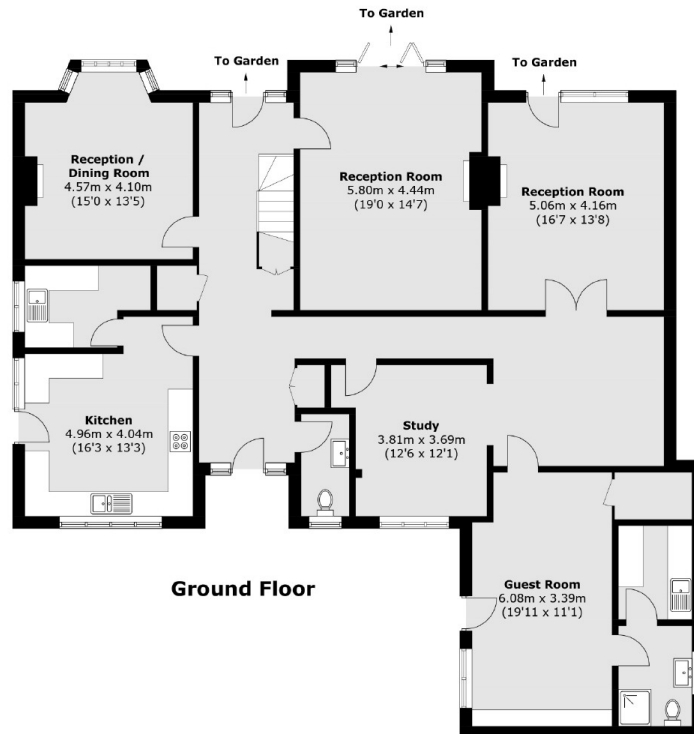 To Garden
To Garden
To Garden
Reception /
Dining Room
4.57m x 4.10m
(15'0 x 13'5)
Reception Room
5.80m x 4.44m
(19'0 x 14'7)
Reception Room
5.06m x 4.16m
(16'7 x 13'8)
Kitchen
4.96m x 4.04m
(16'3 x 13'3)
Study
3.81m x 3.69m
(12'6 x 12'1)
Ground Floor
Guest Room
6.08m x 3.39m
(19'11 x 11'1)